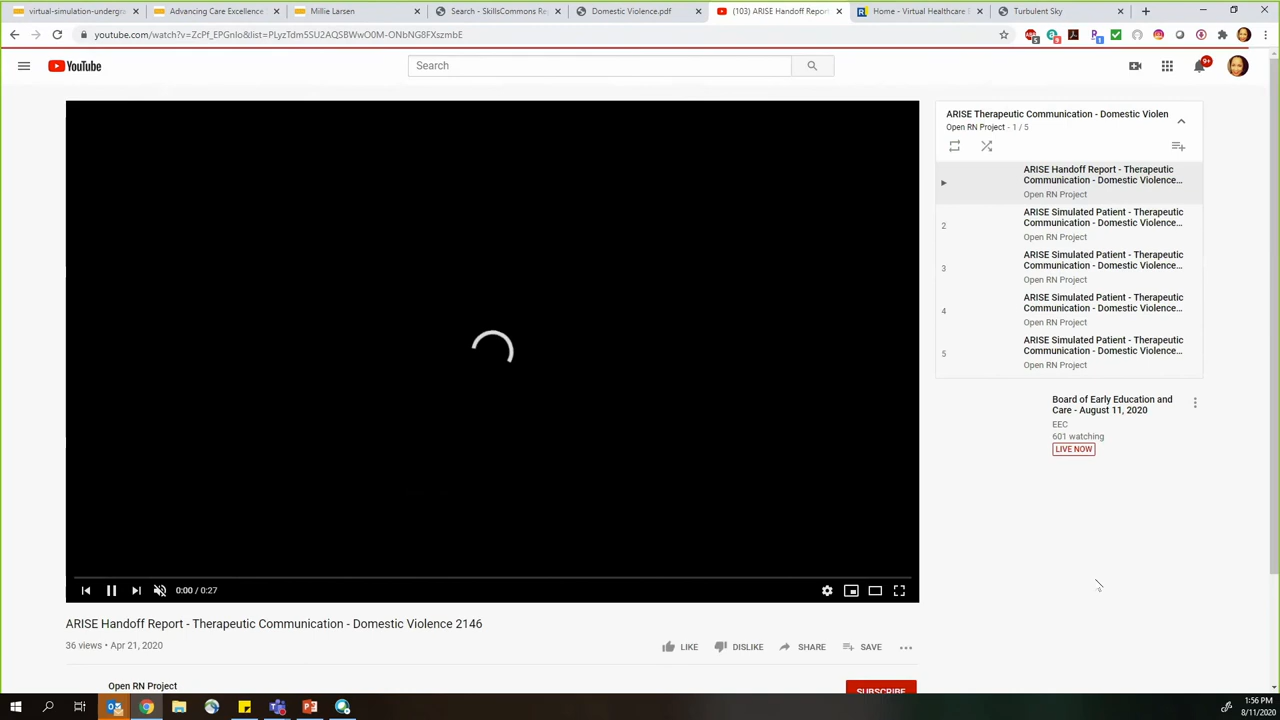 virtual-simulation-undergra
Advancing Care Excellence
Millie Larsen
Search - SkillsCommons Re
Domestic Violence.pdf
(103) ARISE Handoff Report
Home - Virtual Healthcare
Turbulent Sky
youtube.com/watch?v=ZcPf_EPGnIo&list=PLyzTdm5SU2AQSBWwO0M-ONbNG8FXszmbE
YouTube
Search
9+
ARISE Therapeutic Communication - Domestic Violen
Open RN Project - 1 / 5
ARISE Handoff Report - Therapeutic
Communication - Domestic Violence...
Open RN Project
2
ARISE Simulated Patient - Therapeutic
Communication - Domestic Violence...
Open RN Project
3
ARISE Simulated Patient - Therapeutic
Communication - Domestic Violence...
Open RN Project
4
ARISE Simulated Patient - Therapeutic
Communication - Domestic Violence...
Open RN Project
5
ARISE Simulated Patient - Therapeutic
Communication - Domestic Violence...
Open RN Project
Board of Early Education and
Care - August 11, 2020
EEC
601 watching
LIVE NOW
0:00 / 0:27
ARISE Handoff Report - Therapeutic Communication - Domestic Violence 2146
36 views • Apr 21, 2020
LIKE
DISLIKE
SHARE
SAVE
Open RN Project
SUBSCRIBE
1:56 PM
8/11/2020